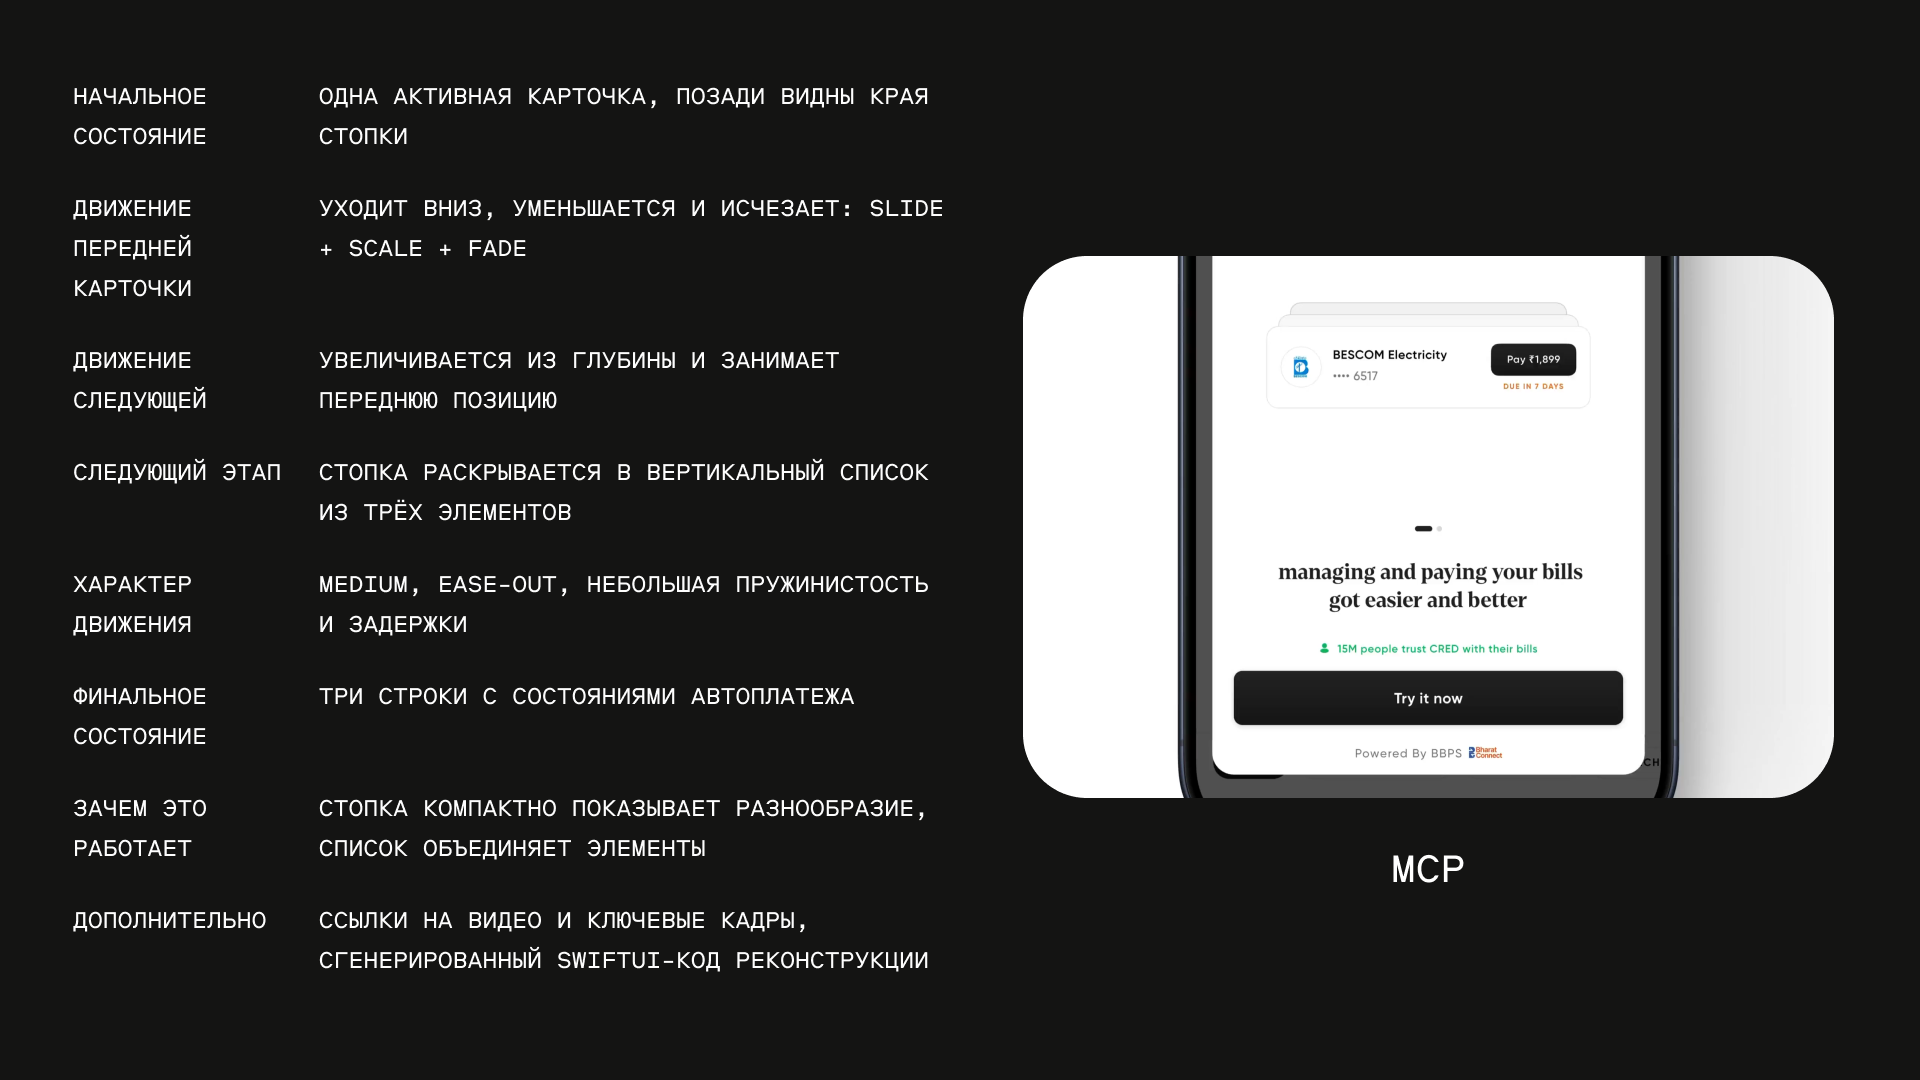 НАЧАЛЬНОЕ
СОСТОЯНИЕ
ОДНА АКТИВНАЯ КАРТОЧКА, ПОЗАДИ ВИДНЫ КРАЯ
СТОПКИ
ДВИЖЕНИЕ
ПЕРЕДНЕЙ
КАРТОЧКИ
УХОДИТ ВНИЗ, УМЕНЬШАЕТСЯ И ИСЧЕЗАЕТ: SLIDE
+ SCALE + FADE
ДВИЖЕНИЕ
СЛЕДУЮЩЕЙ
УВЕЛИЧИВАЕТСЯ ИЗ ГЛУБИНЫ И ЗАНИМАЕТ
ПЕРЕДНЮЮ ПОЗИЦИЮ
СЛЕДУЮЩИЙ ЭТАП
СТОПКА РАСКРЫВАЕТСЯ В ВЕРТИКАЛЬНЫЙ СПИСОК
ИЗ ТРЁХ ЭЛЕМЕНТОВ
ХАРАКТЕР
ДВИЖЕНИЯ
MEDIUM, EASE-OUT, НЕБОЛЬШАЯ ПРУЖИНИСТОСТЬ
И ЗАДЕРЖКИ
ФИНАЛЬНОЕ
СОСТОЯНИЕ
ТРИ СТРОКИ С СОСТОЯНИЯМИ АВТОПЛАТЕЖА
ЗАЧЕМ ЭТО
РАБОТАЕТ
СТОПКА КОМПАКТНО ПОКАЗЫВАЕТ РАЗНООБРАЗИЕ,
СПИСОК ОБЪЕДИНЯЕТ ЭЛЕМЕНТЫ
ДОПОЛНИТЕЛЬНО
ССЫЛКИ НА ВИДЕО И КЛЮЧЕВЫЕ КАДРЫ,
СГЕНЕРИРОВАННЫЙ SWIFTUI-КОД РЕКОНСТРУКЦИИ
BESCOM Electricity
•••• 6517
Pay ₹1,899
DUE IN 7 DAYS
managing and paying your bills
got easier and better
15M people trust CRED with their bills
Try it now
Powered By BBPS
Bharat
Connect
CH
MCP